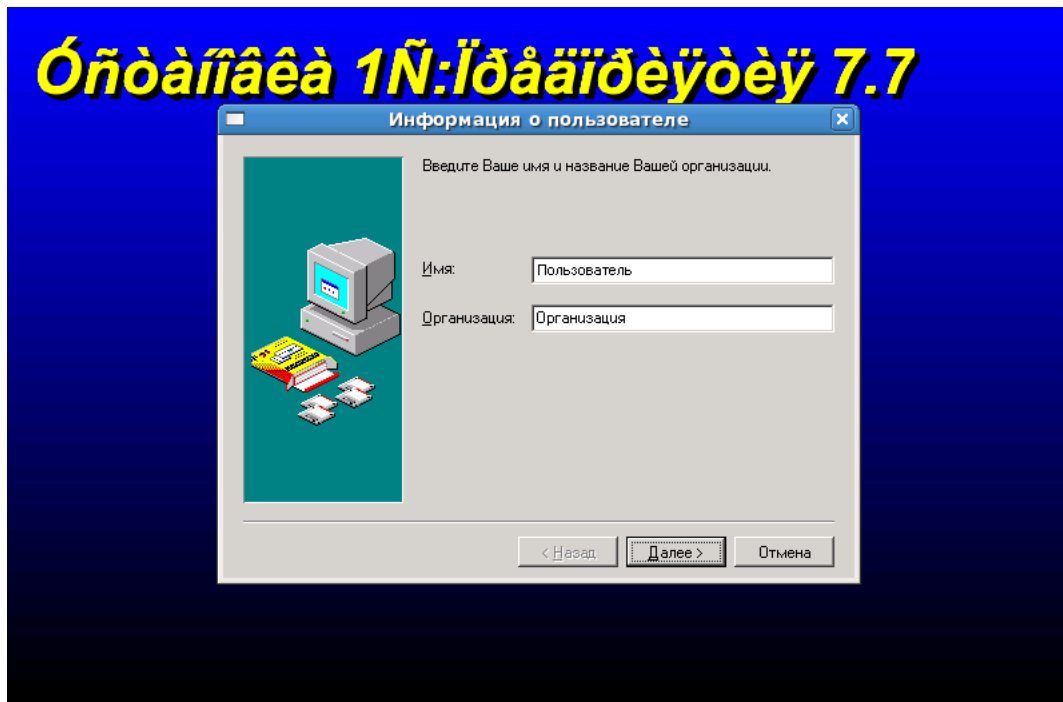 Óñòàíîâêà 1Ñ:Ïðåäïðèÿòèÿ 7.7
Информация о пользователе
Введите Ваше имя и название Вашей организации.
Имя: Пользователь
Организация: Организация
< Назад Далее > Отмена